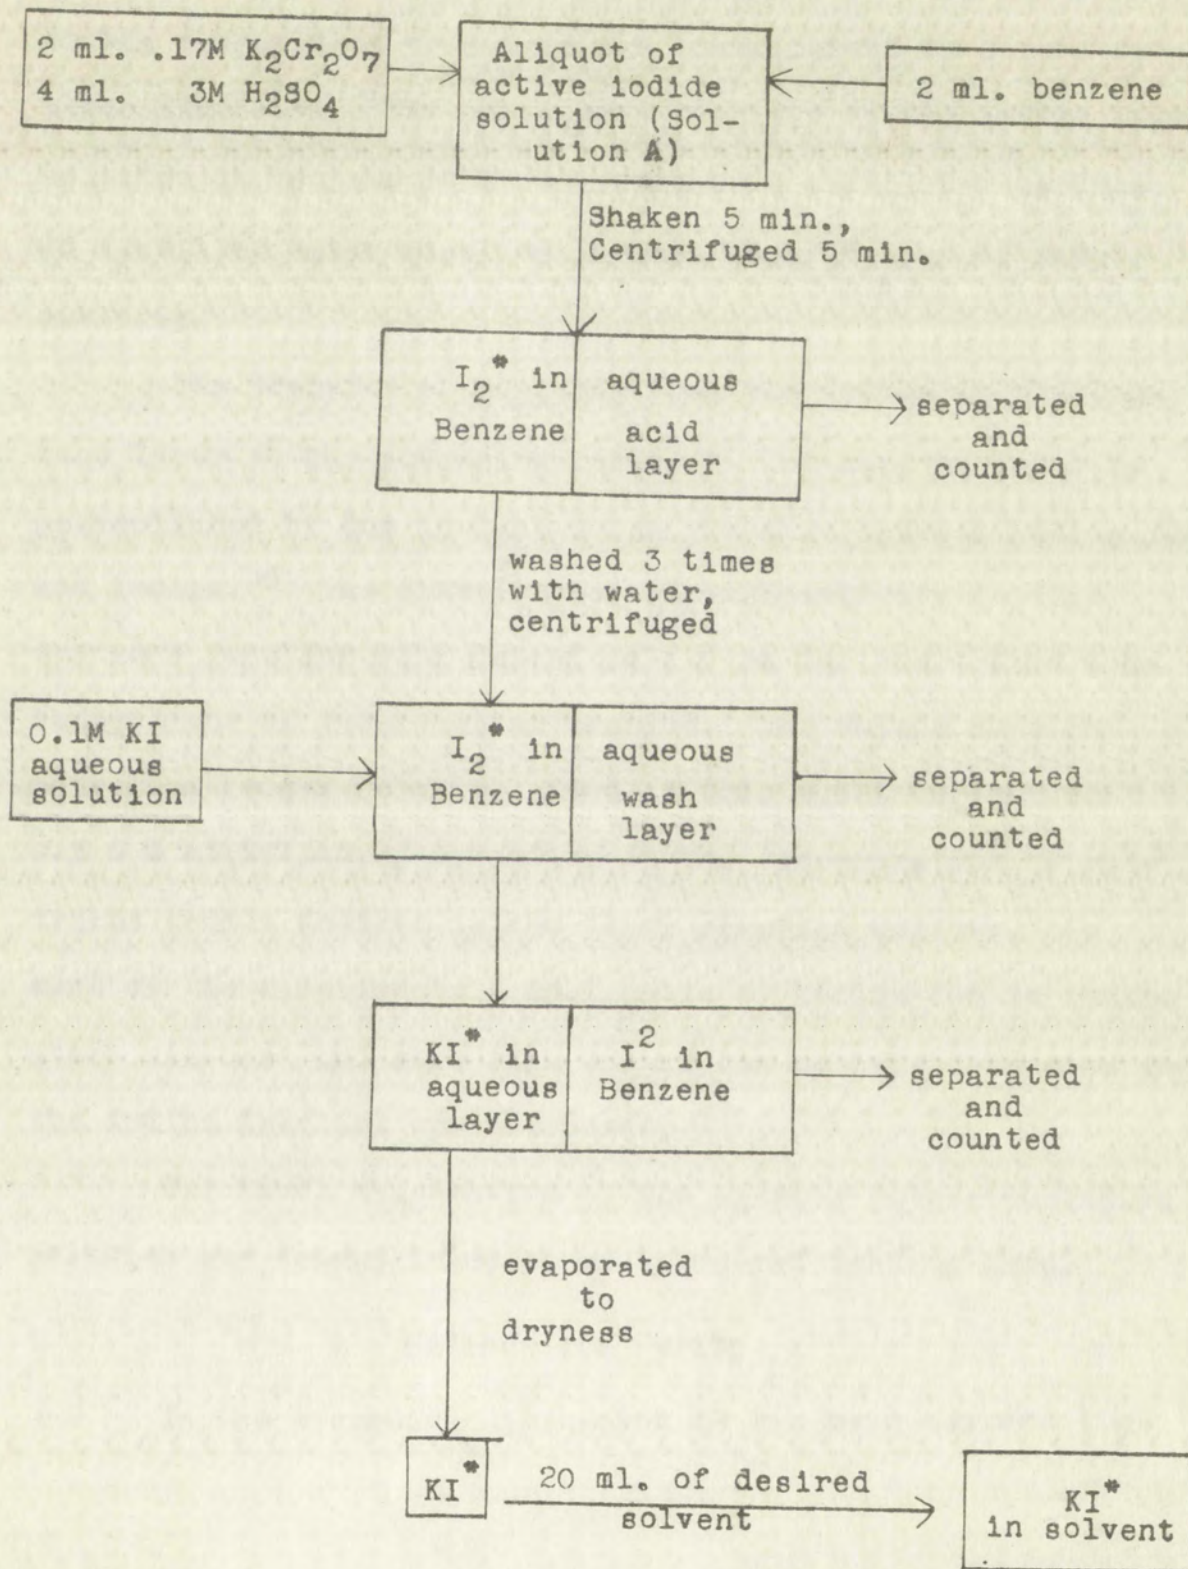 2 ml. .17M K2Cr2O7
4 ml. 3M H2SO4
Aliquot of
active iodide
solution (Sol-
ution A)
2 ml. benzene
Shaken 5 min.,
Centrifuged 5 min.
I2* in
Benzene
aqueous
acid
layer
separated
and
counted
washed 3 times
with water,
centrifuged
0.1M KI
aqueous
solution
I2* in
Benzene
aqueous
wash
layer
separated
and
counted
KI* in
aqueous
layer
I2 in
Benzene
separated
and
counted
evaporated
to
dryness
KI*
20 ml. of desired
solvent
KI*
in solvent